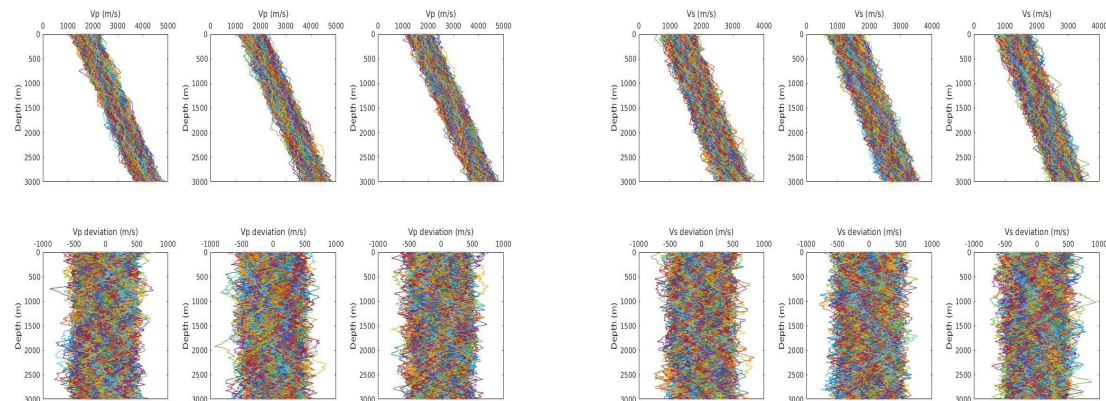 Vp (m/s) Vp (m/s) Vp (m/s) Vs (m/s) Vs (m/s) Vs (m/s)
0 1000 2000 3000 4000 5000 0 1000 2000 3000 4000 5000 0 1000 2000 3000 4000 5000 0 1000 2000 3000 4000 0 1000 2000 3000 4000 0 1000 2000 3000 4000
0 0 0 0 0 0
500 500 500 500 500 500
1000 1000 1000 1000 1000 1000
Depth (m) Depth (m) Depth (m) Depth (m) Depth (m) Depth (m)
1500 1500 1500 1500 1500 1500
2000 2000 2000 2000 2000 2000
2500 2500 2500 2500 2500 2500
3000 3000 3000 3000 3000 3000
Vp deviation (m/s) Vp deviation (m/s) Vp deviation (m/s) Vs deviation (m/s) Vs deviation (m/s) Vs deviation (m/s)
-1000 -500 0 500 1000 -1000 -500 0 500 1000 -1000 -500 0 500 1000 -1000 -500 0 500 1000 -1000 -500 0 500 1000 -1000 -500 0 500 1000
0 0 0 0 0 0
500 500 500 500 500 500
1000 1000 1000 1000 1000 1000
Depth (m) Depth (m) Depth (m) Depth (m) Depth (m) Depth (m)
1500 1500 1500 1500 1500 1500
2000 2000 2000 2000 2000 2000
2500 2500 2500 2500 2500 2500
3000 3000 3000 3000 3000 3000